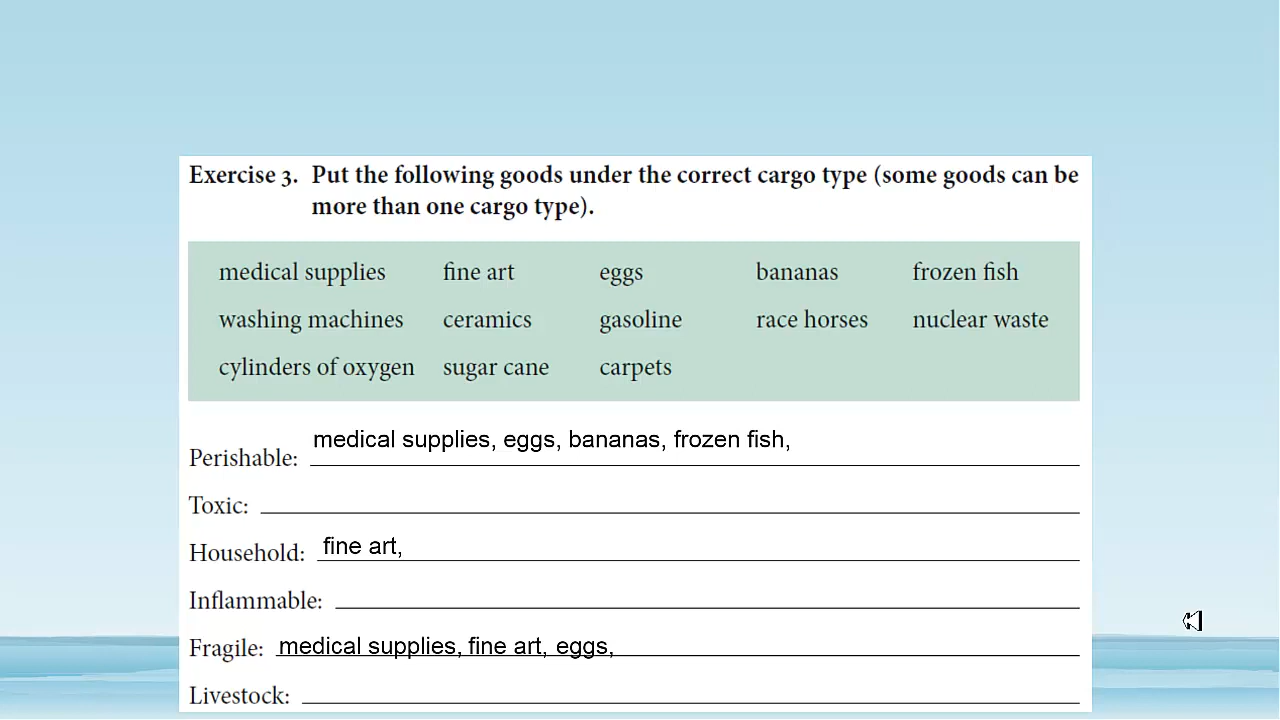 Exercise 3. Put the following goods under the correct cargo type (some goods can be
more than one cargo type).
medical supplies fine art eggs bananas frozen fish
washing machines ceramics gasoline race horses nuclear waste
cylinders of oxygen sugar cane carpets
Perishable: medical supplies, eggs, bananas, frozen fish,
Toxic:
Household: fine art,
Inflammable:
Fragile: medical supplies, fine art, eggs,
Livestock: